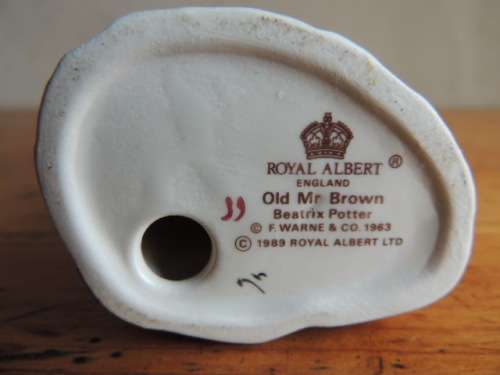 ROYAL ALBERT ®
ENGLAND
Old Mr Brown
Beatrix Potter
© F. WARNE & CO. 1963
© 1989 ROYAL ALBERT LTD